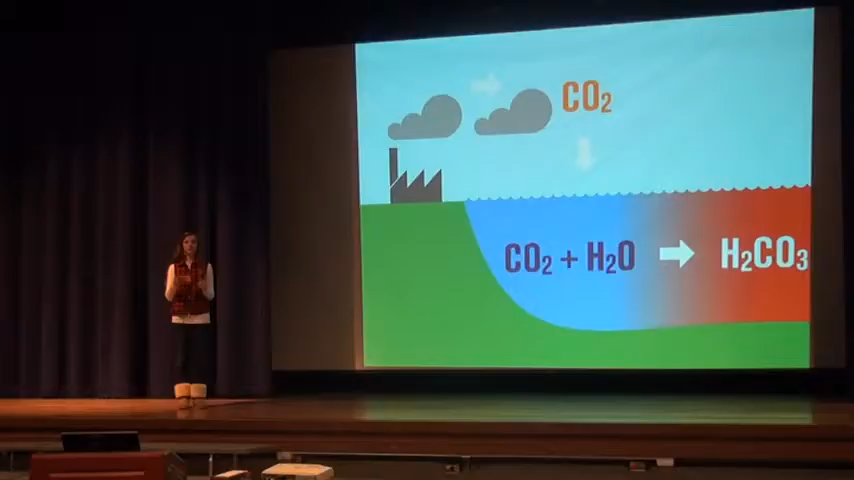 CO₂
CO₂ + H₂O → H₂CO₃